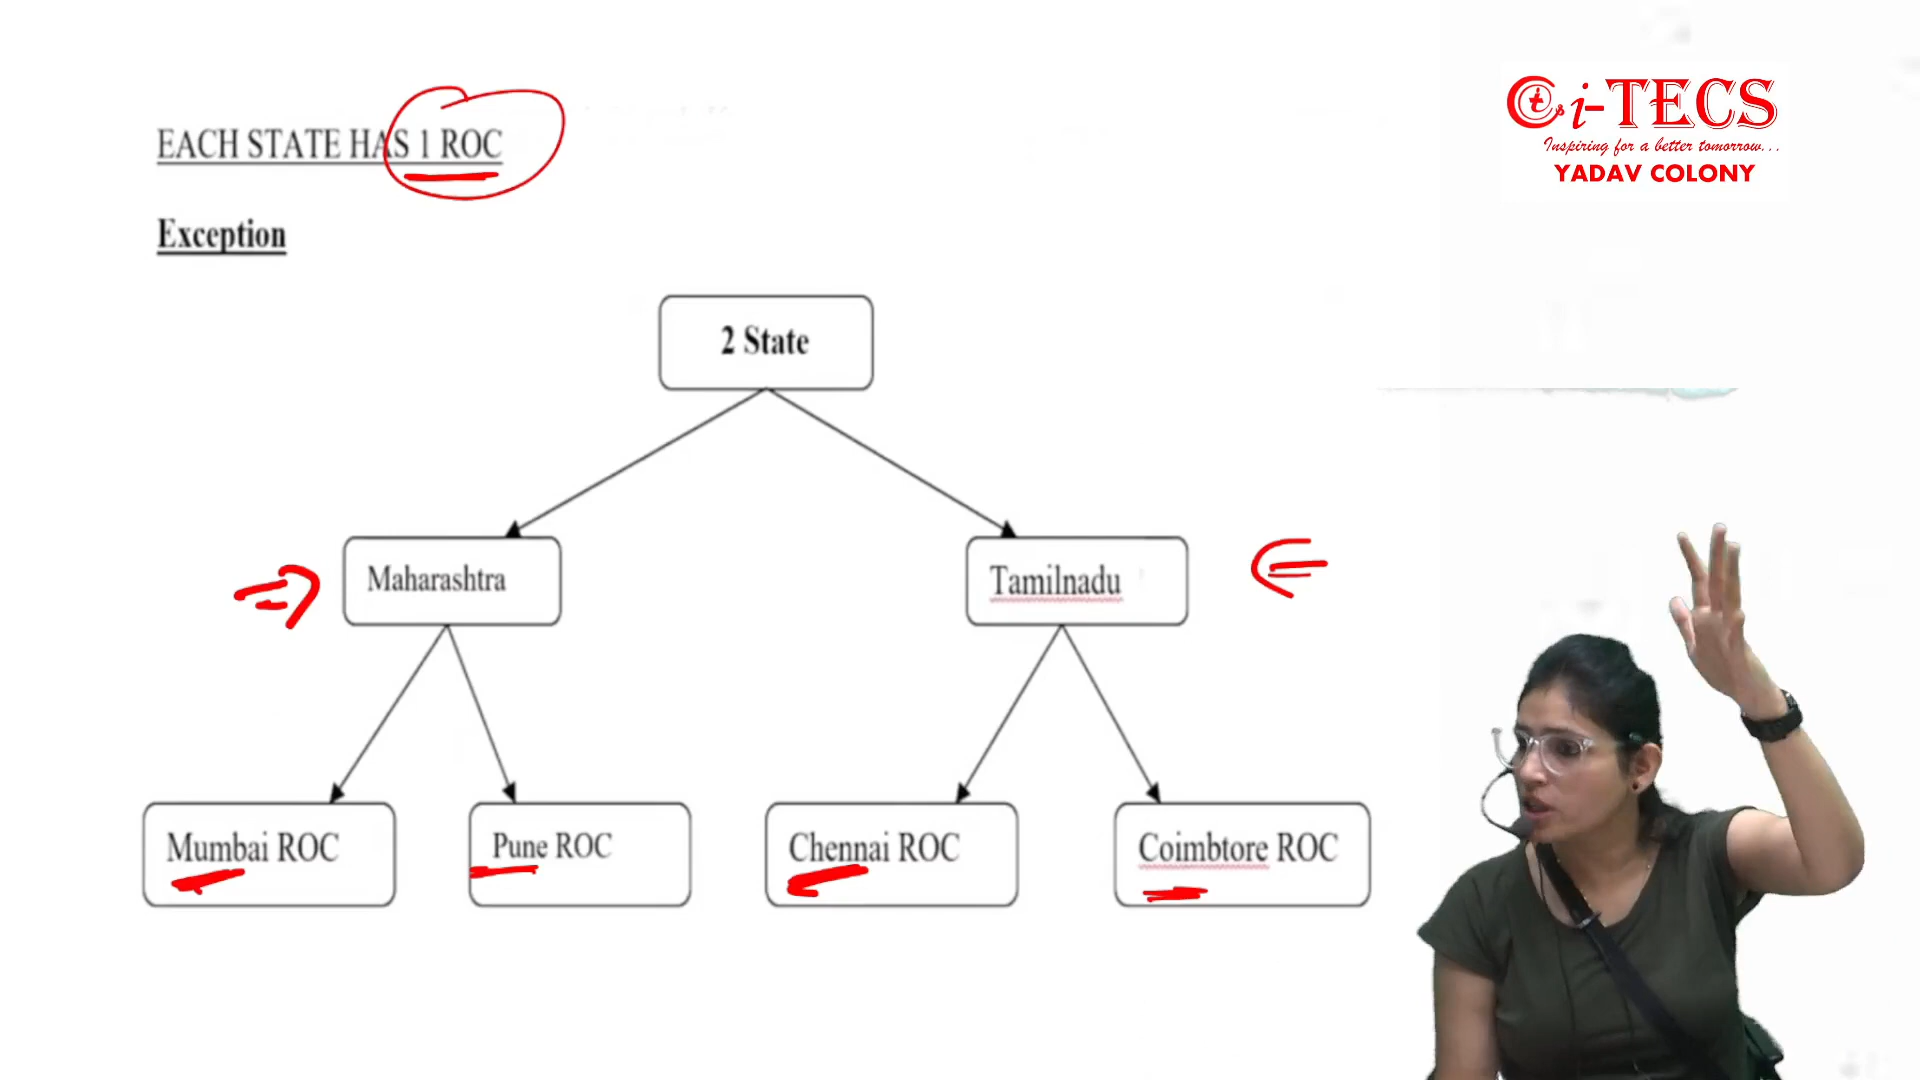 EACH STATE HAS 1 ROC
i-TECS
Inspiring for a better tomorrow...
YADAV COLONY
Exception
2 State
Maharashtra
Tamilnadu
Mumbai ROC
Pune ROC
Chennai ROC
Coimbtore ROC